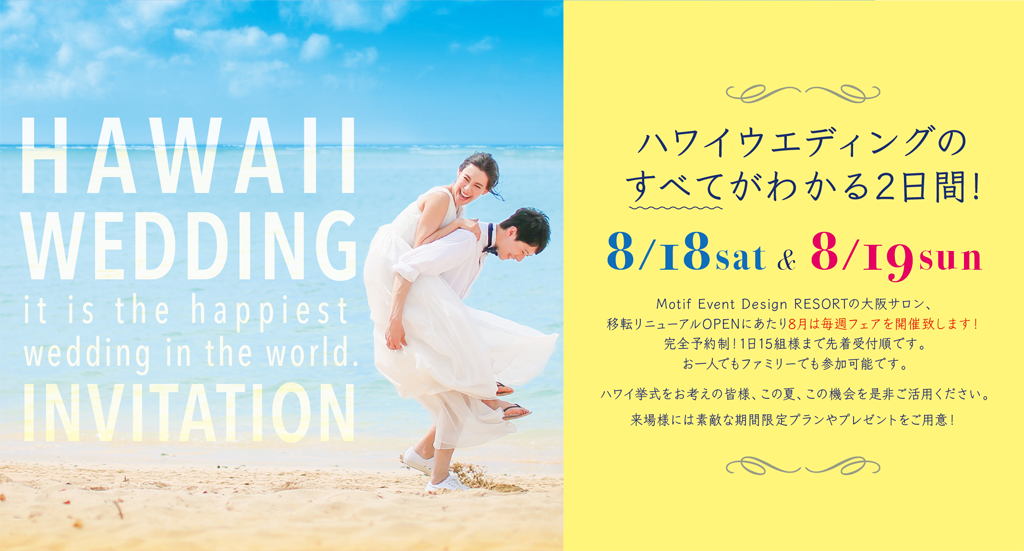 HAWAII
WEDDING
it is the happiest
wedding in the world.
INVITATION
ハワイウエディングの
すべてがわかる2日間!
8/18sat & 8/19sun
Motif Event Design RESORTの大阪サロン、
移転リニューアルOPENにあたり8月は毎週フェアを開催致します!
完全予約制!1日15組様まで先着受付順です。
お一人でもファミリーでも参加可能です。
ハワイ挙式をお考えの皆様、この夏、この機会を是非ご活用ください。
来場様には素敵な期間限定プランやプレゼントをご用意!